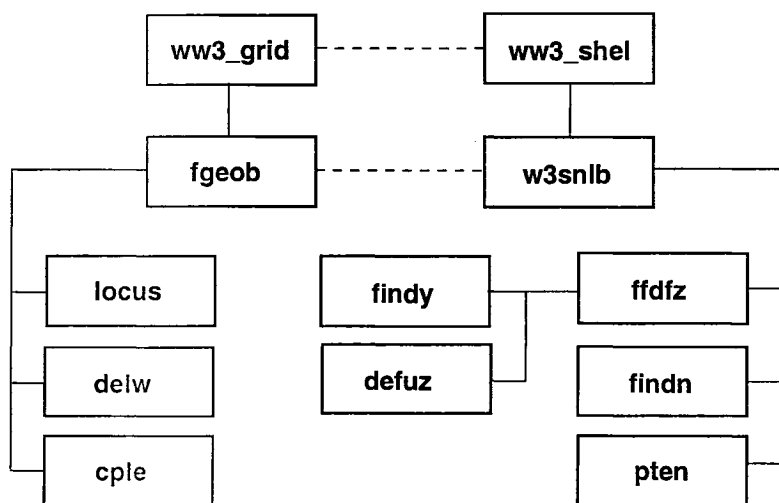 ww3_grid
ww3_shel
fgeob
w3snlb
locus
findy
ffdfz
delw
defuz
findn
cple
pten